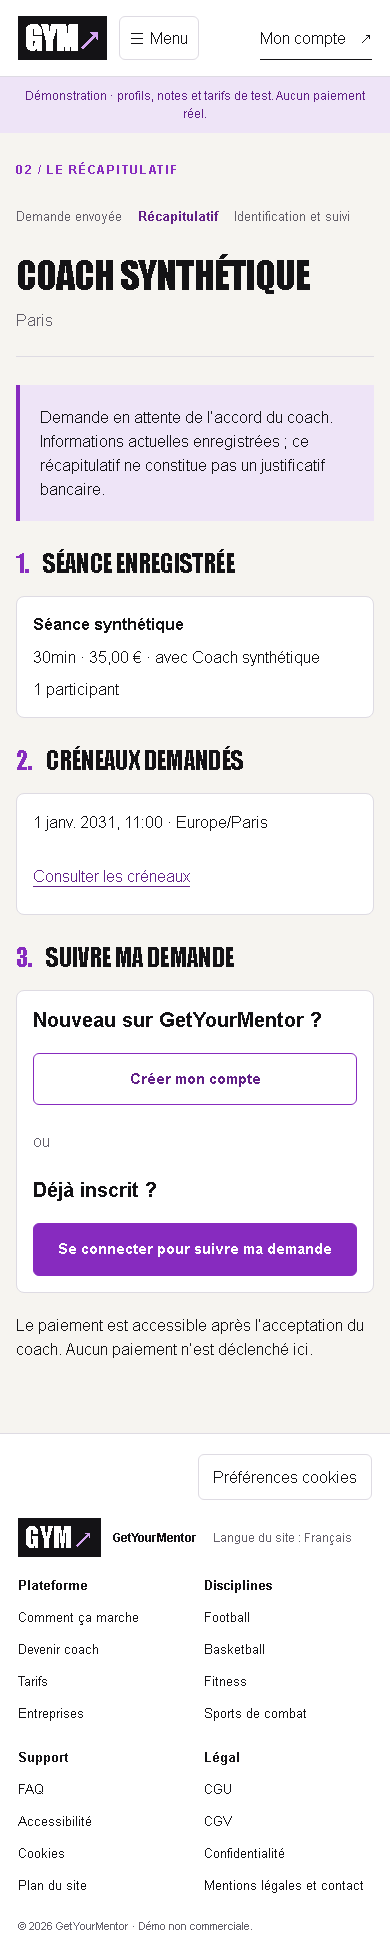 GYM↗ ☰ Menu Mon compte ↗
Démonstration · profils, notes et tarifs de test. Aucun paiement
réel.
02 / LE RÉCAPITULATIF
Demande envoyée Récapitulatif Identification et suivi
COACH SYNTHÉTIQUE
Paris
Demande en attente de l'accord du coach.
Informations actuelles enregistrées ; ce
récapitulatif ne constitue pas un justificatif
bancaire.
1. SÉANCE ENREGISTRÉE
Séance synthétique
30min · 35,00 € · avec Coach synthétique
1 participant
2. CRÉNEAUX DEMANDÉS
1 janv. 2031, 11:00 · Europe/Paris
Consulter les créneaux
3. SUIVRE MA DEMANDE
Nouveau sur GetYourMentor ?
Créer mon compte
ou
Déjà inscrit ?
Se connecter pour suivre ma demande
Le paiement est accessible après l'acceptation du
coach. Aucun paiement n'est déclenché ici.
Préférences cookies
GYM↗ GetYourMentor Langue du site : Français
Plateforme
Comment ça marche
Devenir coach
Tarifs
Entreprises
Disciplines
Football
Basketball
Fitness
Sports de combat
Support
FAQ
Accessibilité
Cookies
Plan du site
Légal
CGU
CGV
Confidentialité
Mentions légales et contact
© 2026 GetYourMentor · Démo non commerciale.